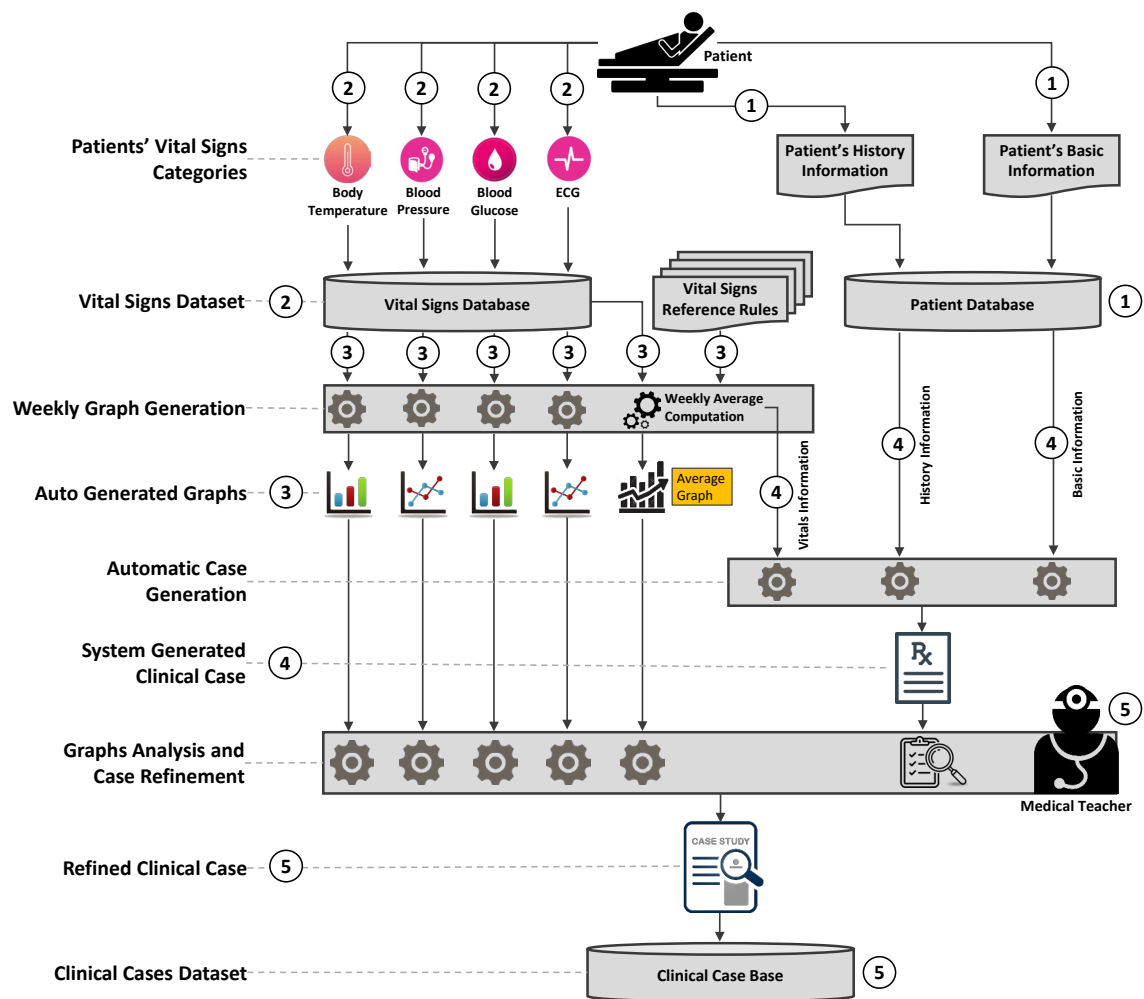 Patient
2
2
2
2
1
1
Patients’ Vital Signs
Categories
Body
Temperature
Blood
Pressure
Blood
Glucose
ECG
Patient’s History
Information
Patient’s Basic
Information
Vital Signs Dataset
2
Vital Signs Database
Vital Signs
Reference Rules
Patient Database
1
3
3
3
3
3
3
Weekly Graph Generation
Weekly Average
Computation
History Information
4
Basic Information
4
Auto Generated Graphs
3
Average
Graph
4
Vitals Information
Automatic Case
Generation
System Generated
Clinical Case
4
Rx
5
Graphs Analysis and
Case Refinement
Medical Teacher
CASE STUDY
Refined Clinical Case
5
Clinical Cases Dataset
Clinical Case Base
5